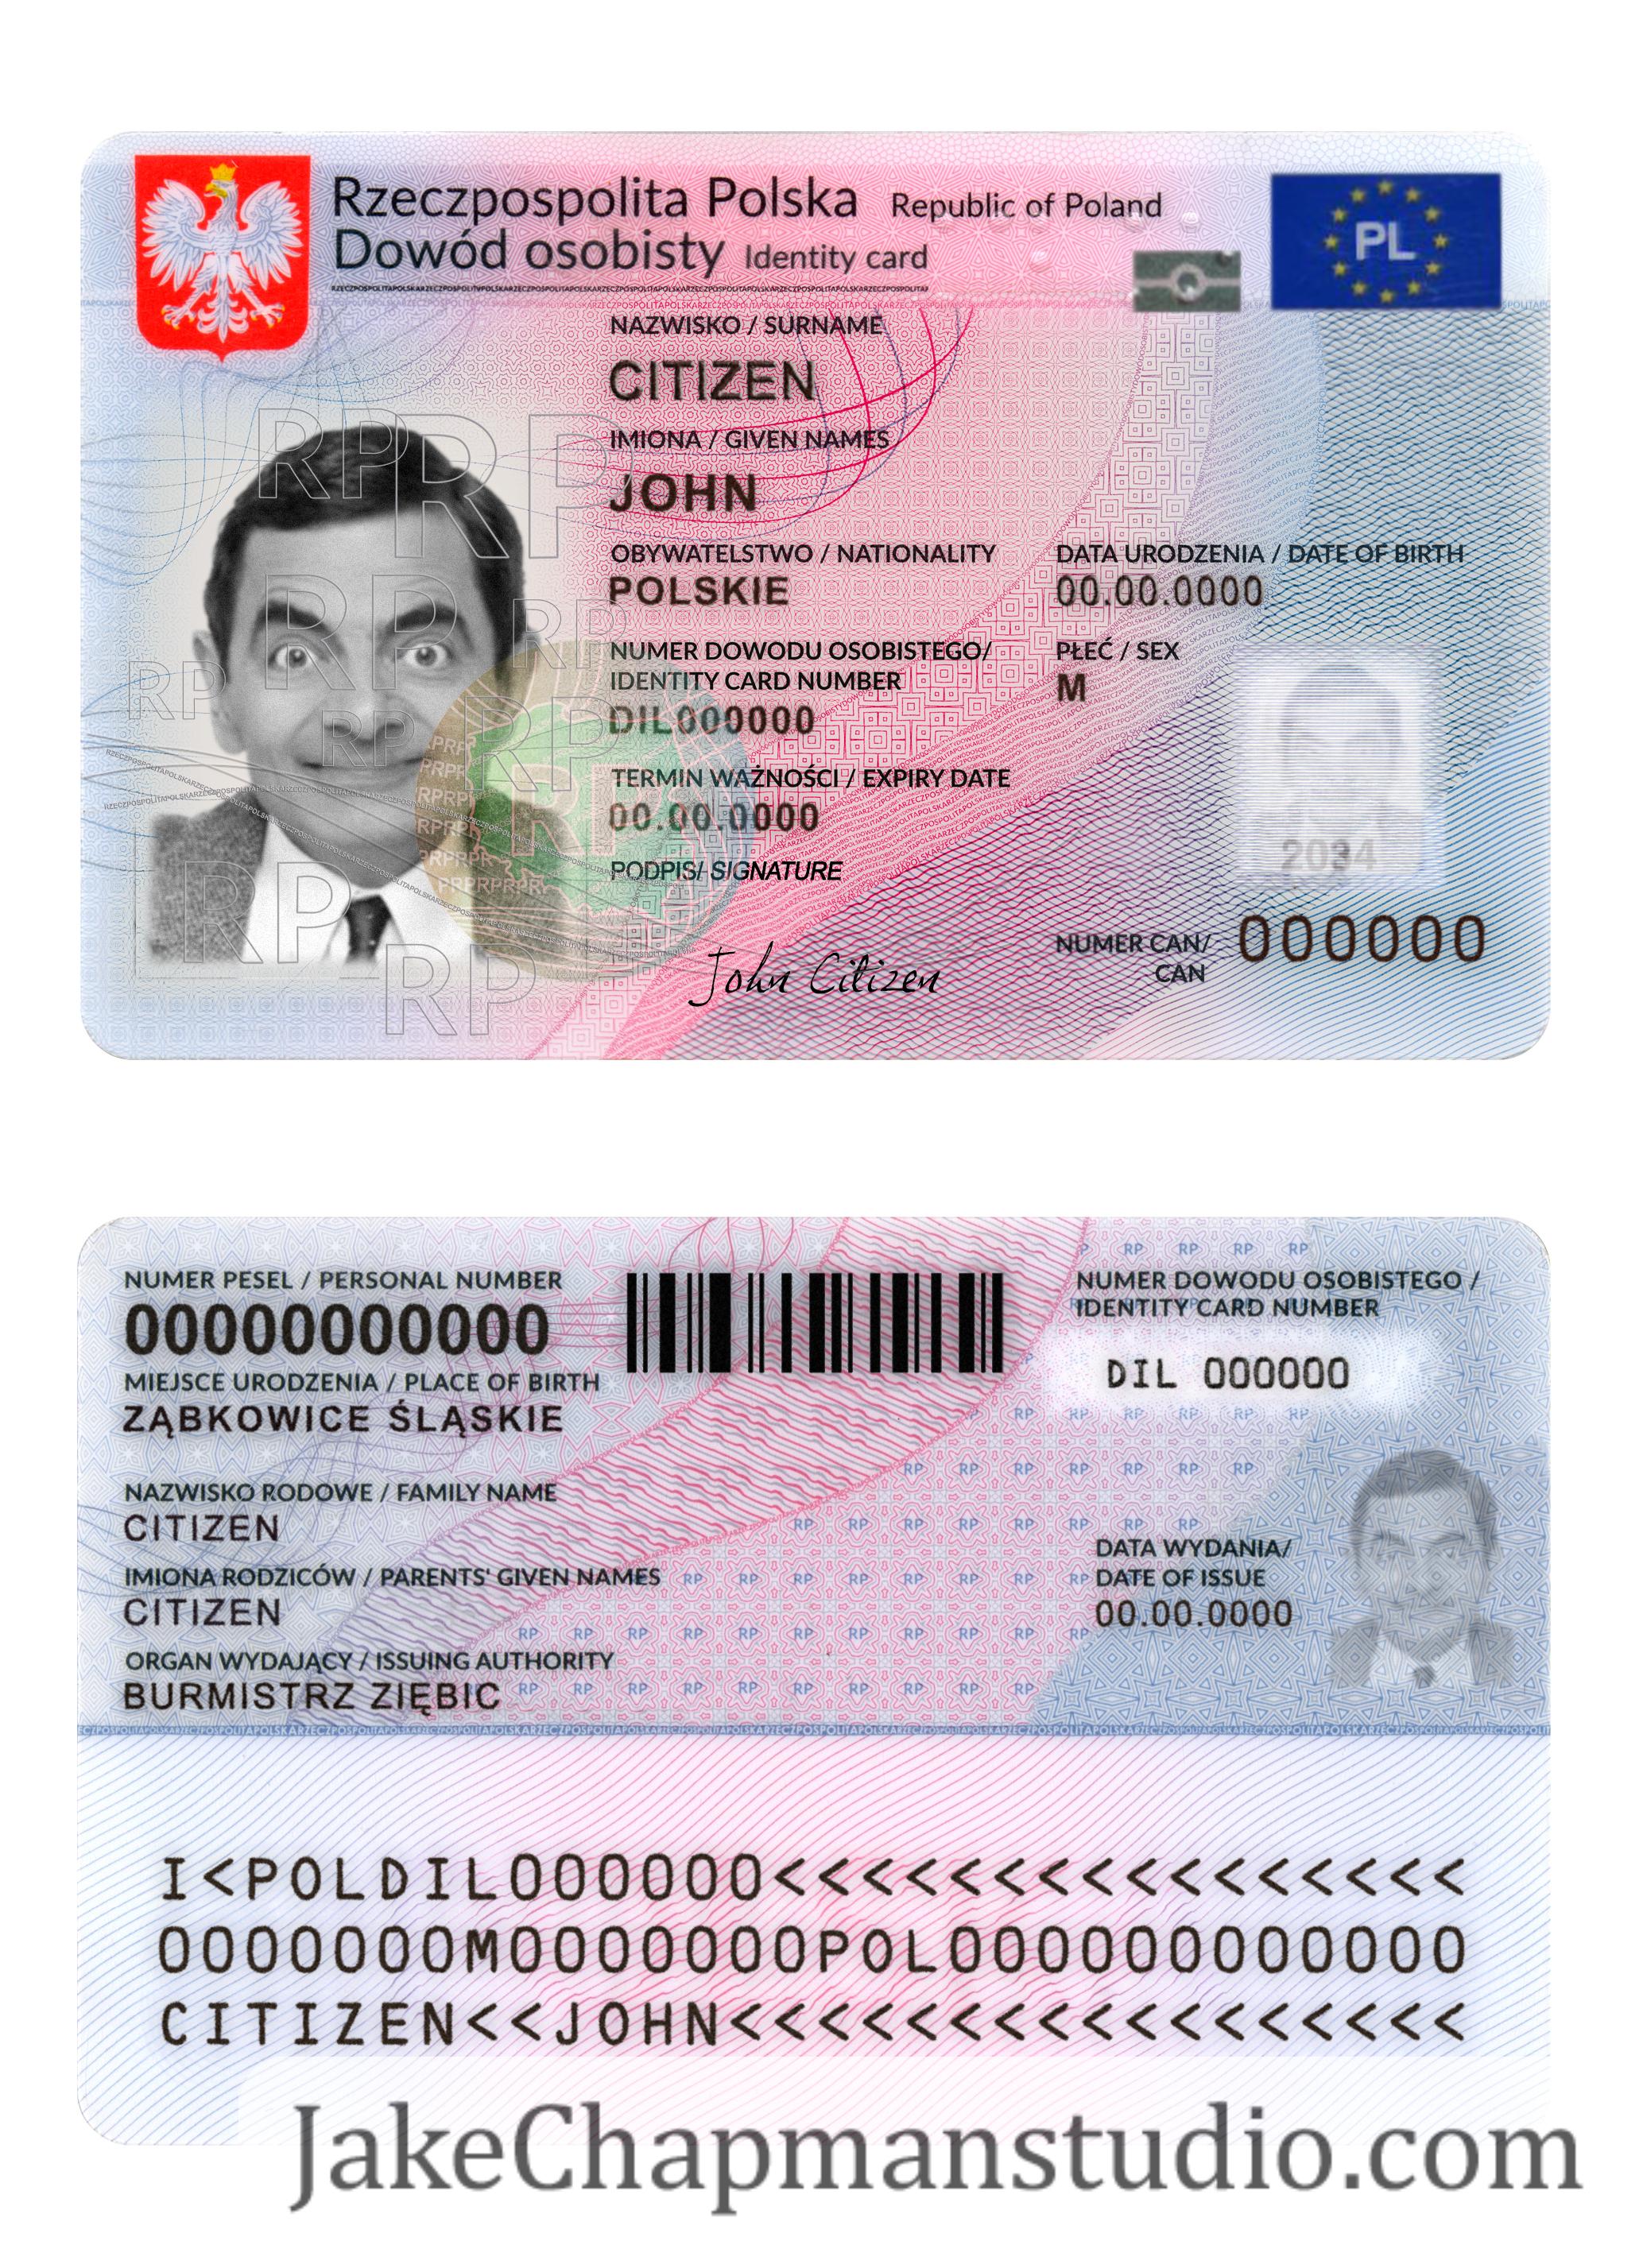 Rzeczpospolita Polska Republic of Poland
Dowód osobisty Identity card
PL
NAZWISKO / SURNAME
CITIZEN
IMIONA / GIVEN NAMES
JOHN
OBYWATELSTWO / NATIONALITY
POLSKIE
DATA URODZENIA / DATE OF BIRTH
00.00.0000
NUMER DOWODU OSOBISTEGO/
IDENTITY CARD NUMBER
DIL000000
PŁEĆ / SEX
M
TERMIN WAŻNOŚCI / EXPIRY DATE
00.00.0000
PODPIS/ SIGNATURE
John Citizen
NUMER CAN/
CAN
000000
NUMER PESEL / PERSONAL NUMBER
00000000000
MIEJSCE URODZENIA / PLACE OF BIRTH
ZĄBKOWICE ŚLĄSKIE
NUMER DOWODU OSOBISTEGO /
IDENTITY CARD NUMBER
DIL 000000
NAZWISKO RODOWE / FAMILY NAME
CITIZEN
IMIONA RODZICÓW / PARENTS' GIVEN NAMES
CITIZEN
ORGAN WYDAJĄCY / ISSUING AUTHORITY
BURMISTRZ ZIĘBIC
DATA WYDANIA/
DATE OF ISSUE
00.00.0000
I<POLDIL000000<<<<<<<<<<<<<<<<
0000000M0000000POL000000000000
CITIZEN<<JOHN<<<<<<<<<<<<<<<<<
JakeChapmanstudio.com